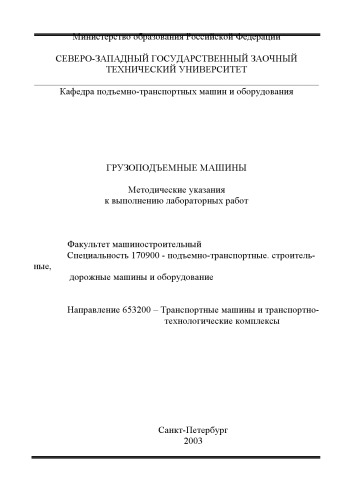 Министерство образования Российской Федерации
СЕВЕРО-ЗАПАДНЫЙ ГОСУДАРСТВЕННЫЙ ЗАОЧНЫЙ
ТЕХНИЧЕСКИЙ УНИВЕРСИТЕТ
Кафедра подъемно-транспортных машин и оборудования
ГРУЗОПОДЪЕМНЫЕ МАШИНЫ
Методические указания
к выполнению лабораторных работ
Факультет машиностроительный
Специальность 170900 - подъемно-транспортные. строитель-
ные,
дорожные машины и оборудование
Направление 653200 – Транспортные машины и транспортно-
технологические комплексы
Санкт-Петербург
2003